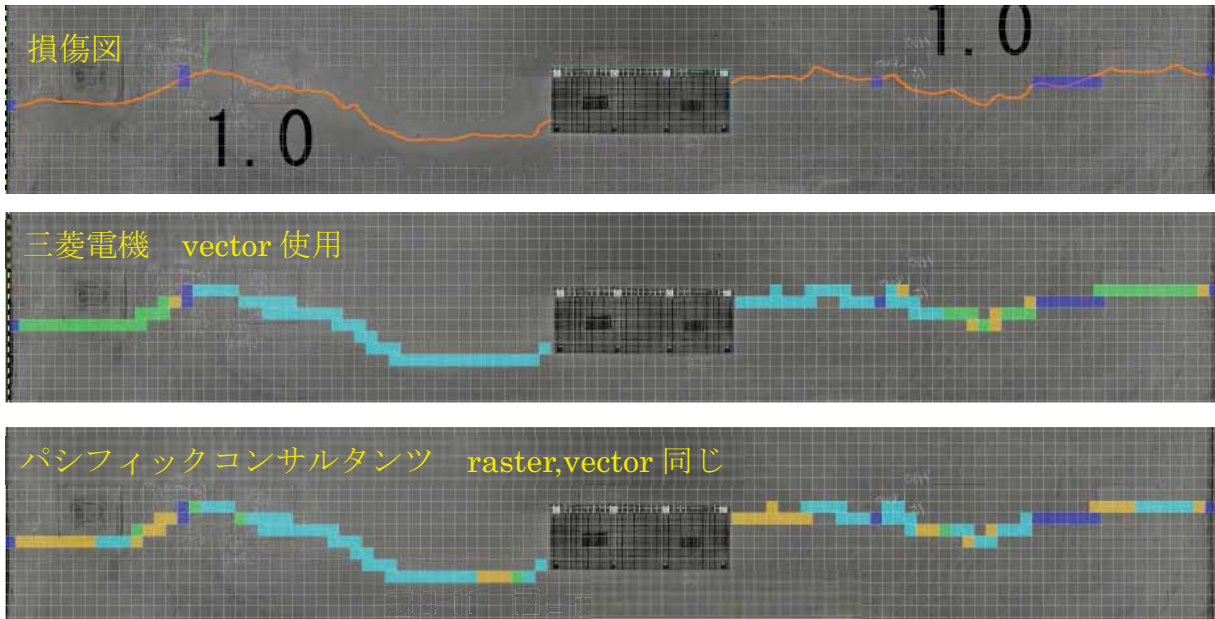 損傷図
1.0
1.0
三菱電機　vector 使用
パシフィックコンサルタンツ　raster,vector 同じ